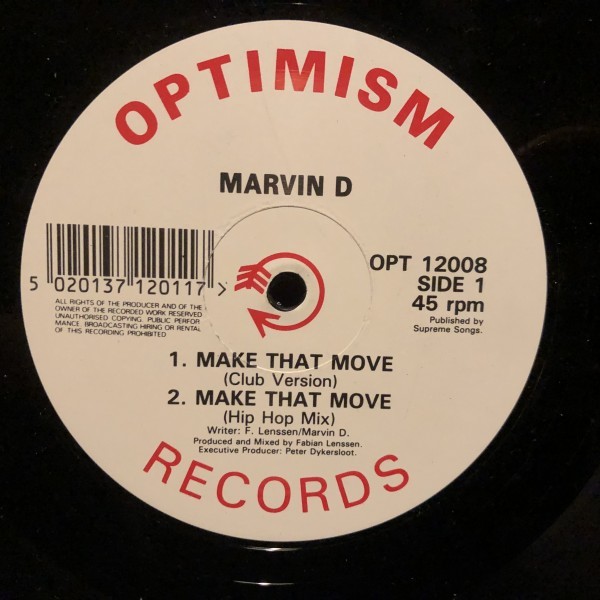 OPTIMISM
MARVIN D
5 020137 120117 >
ALL RIGHTS OF THE PRODUCER AND OF THE
OWNER OF THE RECORDED WORK RESERVED
UNAUTHORISED COPYING PUBLIC PERFOR
MANCE BROADCASTING HIRING OR RENTAL
OF THIS RECORDING PROHIBITED
OPT 12008
SIDE 1
45 rpm
Published by
Supreme Songs.
1. MAKE THAT MOVE
(Club Version)
2. MAKE THAT MOVE
(Hip Hop Mix)
Writer: F. Lenssen/Marvin D.
Produced and Mixed by Fabian Lenssen.
Executive Producer: Peter Dykersloot.
RECORDS